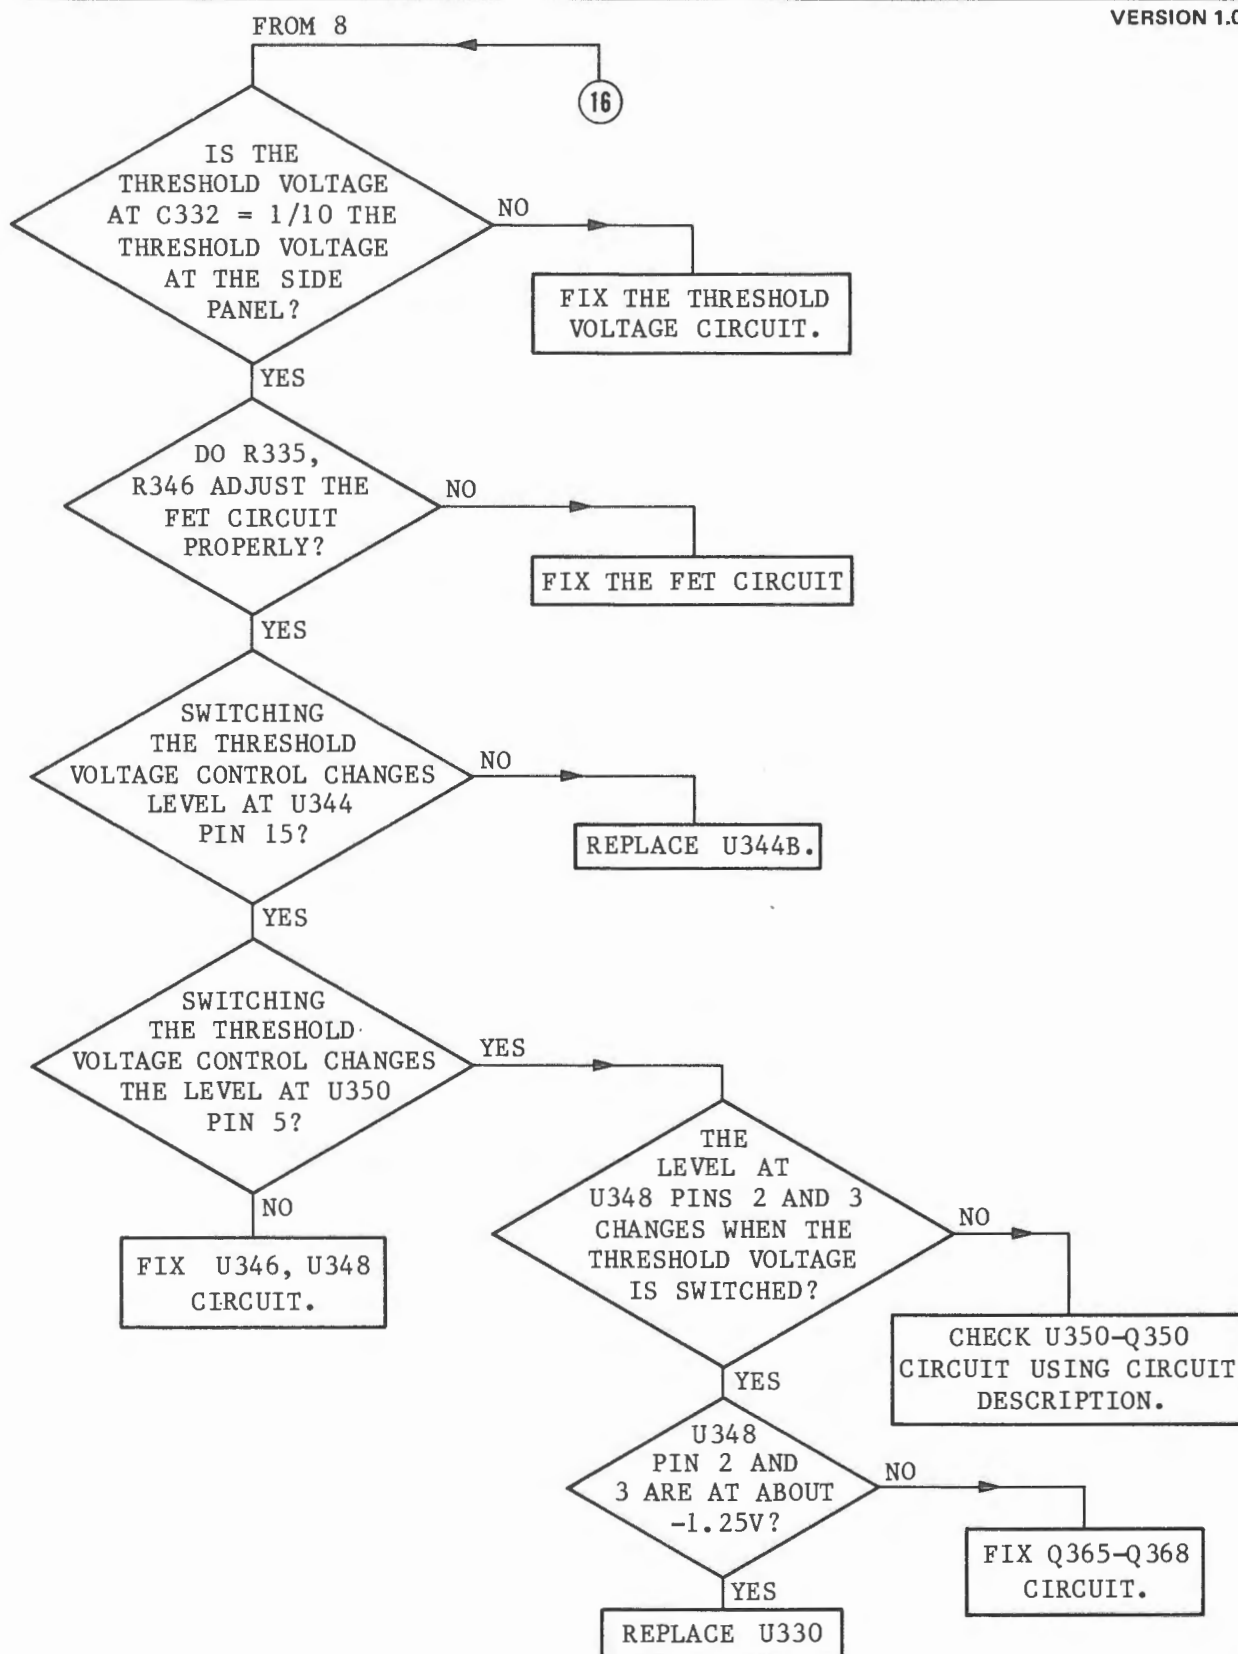 VERSION 1.0
FROM 8
16
IS THE
THRESHOLD VOLTAGE
AT C332 = 1/10 THE
THRESHOLD VOLTAGE
AT THE SIDE
PANEL?
NO
FIX THE THRESHOLD
VOLTAGE CIRCUIT.
YES
DO R335,
R346 ADJUST THE
FET CIRCUIT
PROPERLY?
NO
FIX THE FET CIRCUIT
YES
SWITCHING
THE THRESHOLD
VOLTAGE CONTROL CHANGES
LEVEL AT U344
PIN 15?
NO
REPLACE U344B.
YES
SWITCHING
THE THRESHOLD
VOLTAGE CONTROL CHANGES
THE LEVEL AT U350
PIN 5?
YES
NO
FIX U346, U348
CIRCUIT.
THE
LEVEL AT
U348 PINS 2 AND 3
CHANGES WHEN THE
THRESHOLD VOLTAGE
IS SWITCHED?
NO
CHECK U350-Q350
CIRCUIT USING CIRCUIT
DESCRIPTION.
YES
U348
PIN 2 AND
3 ARE AT ABOUT
-1.25V?
NO
FIX Q365-Q368
CIRCUIT.
YES
REPLACE U330